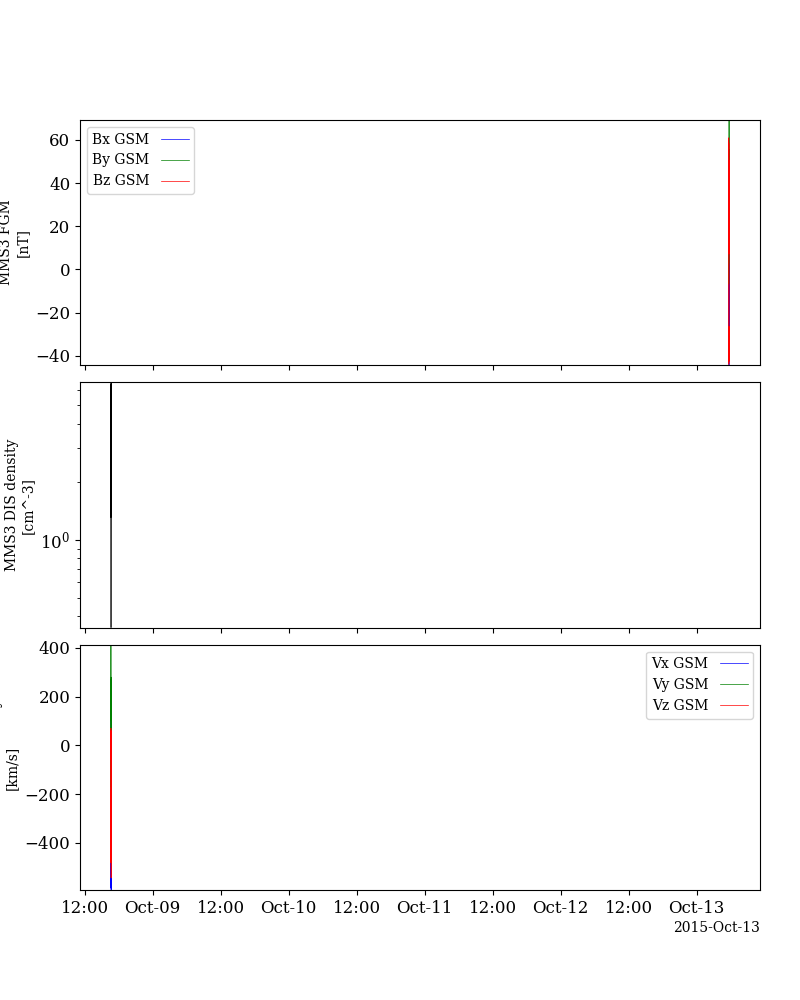 Bx GSM
By GSM
Bz GSM
60
40
20
0
−20
−40
MMS3 FGM
[nT]
10^0
MMS3 DIS density
[cm^-3]
Vx GSM
Vy GSM
Vz GSM
400
200
0
−200
−400
[km/s]
12:00 Oct-09 12:00 Oct-10 12:00 Oct-11 12:00 Oct-12 12:00 Oct-13
2015-Oct-13